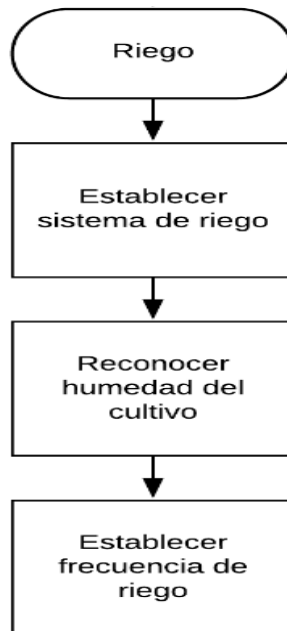 Riego
Establecer
sistema de riego
Reconocer
humedad del
cultivo
Establecer
frecuencia de
riego